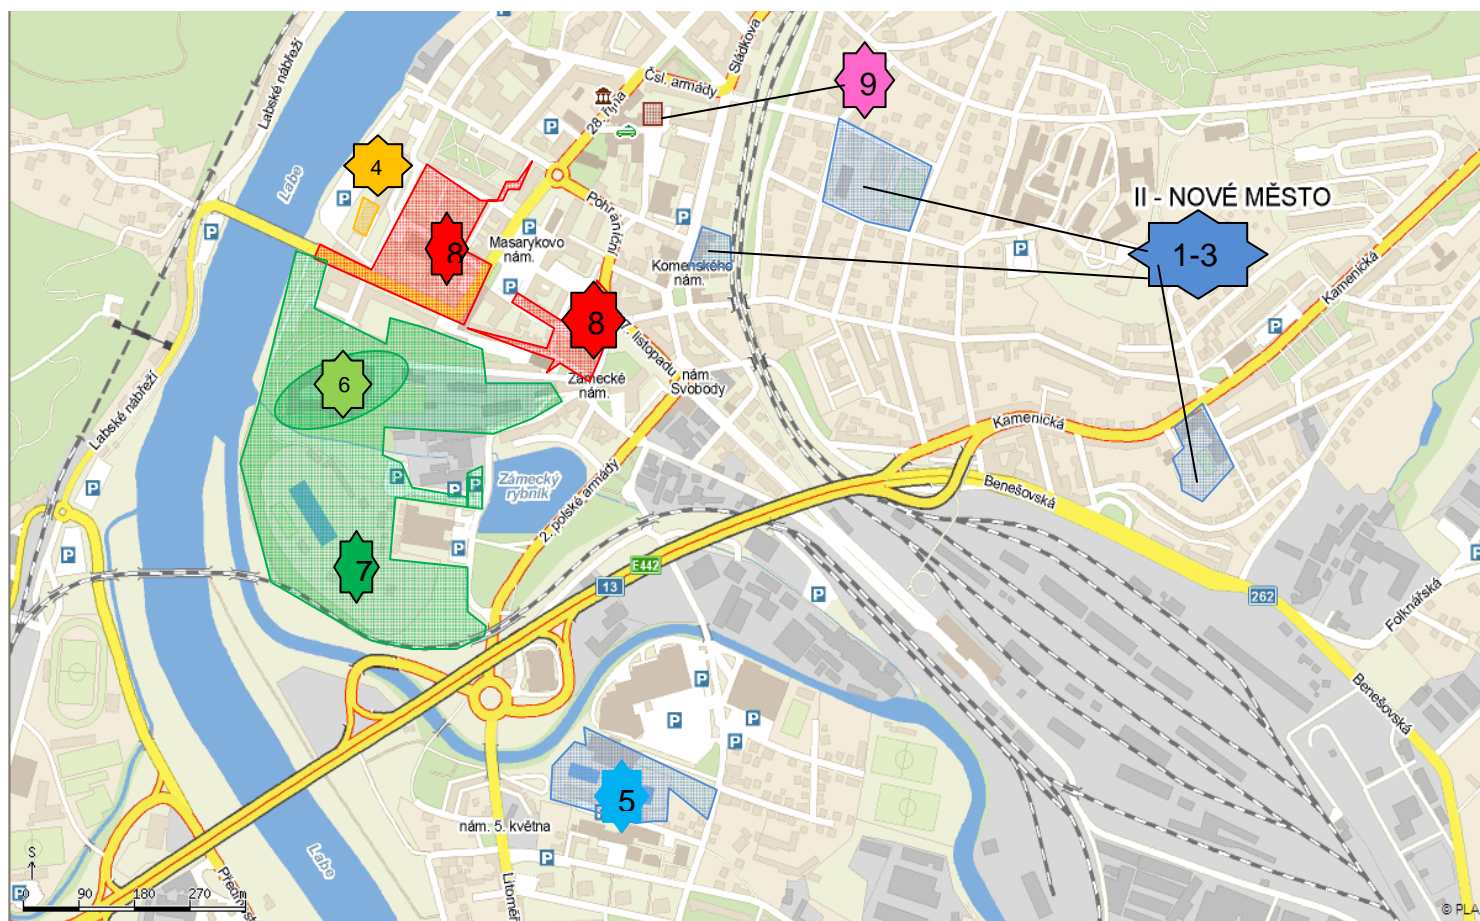 Labské nábřeží
Labe
Sládkova
Čsl. armády
28. října
9
4
II - NOVÉ MĚSTO
Pohraniční
8
Masarykovo
nám.
Komenského
nám.
1-3
Kamenická
8
17. listopadu
6
Zámecké
nám.
nám.
Svobody
Labské nábřeží
Kamenická
Zámecký
rybník
2. polské armády
Benešovská
7
E442
13
262
Folknářská
Benešovská
5
nám. 5. května
Labe
S
0 90 180 270 m
© PLA